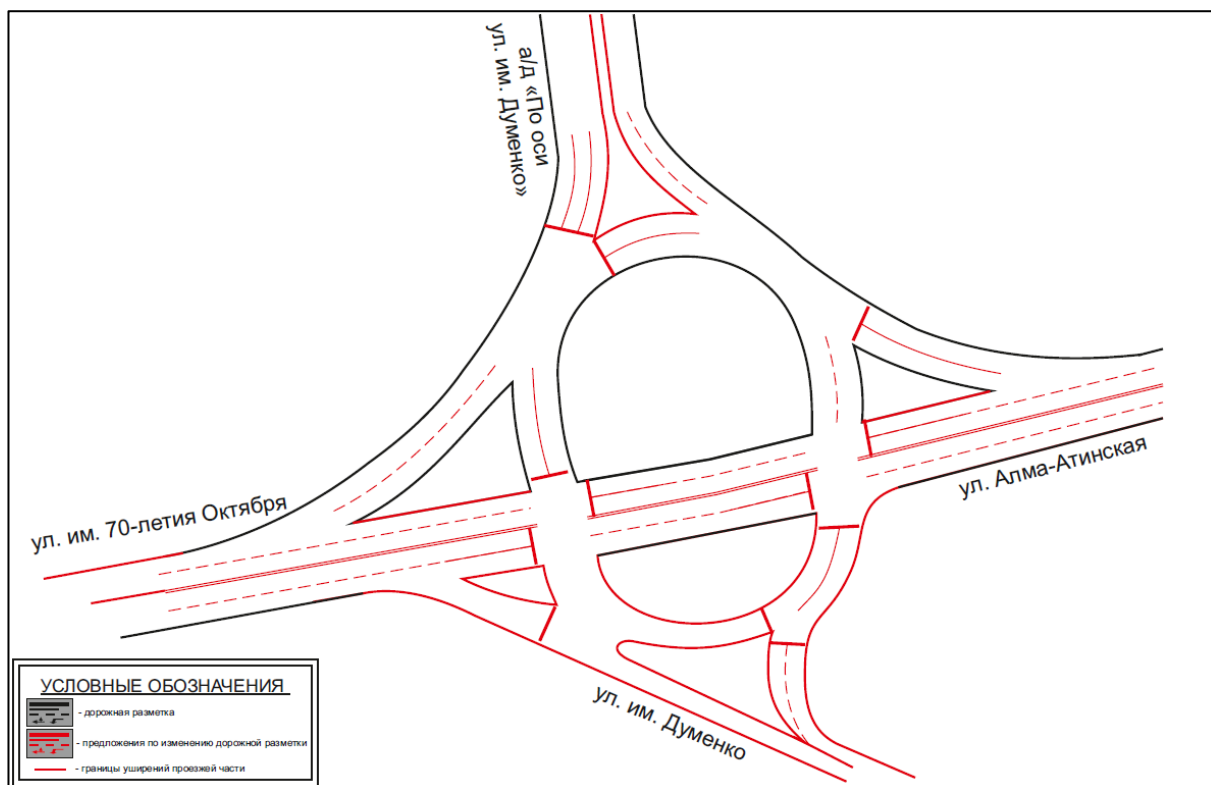 а/д «По оси
ул. им. Думенко»
ул. им. 70-летия Октября
ул. Алма-Атинская
ул. им. Думенко
УСЛОВНЫЕ ОБОЗНАЧЕНИЯ
- дорожная разметка
- предложения по изменению дорожной разметки
- границы уширений проезжей части